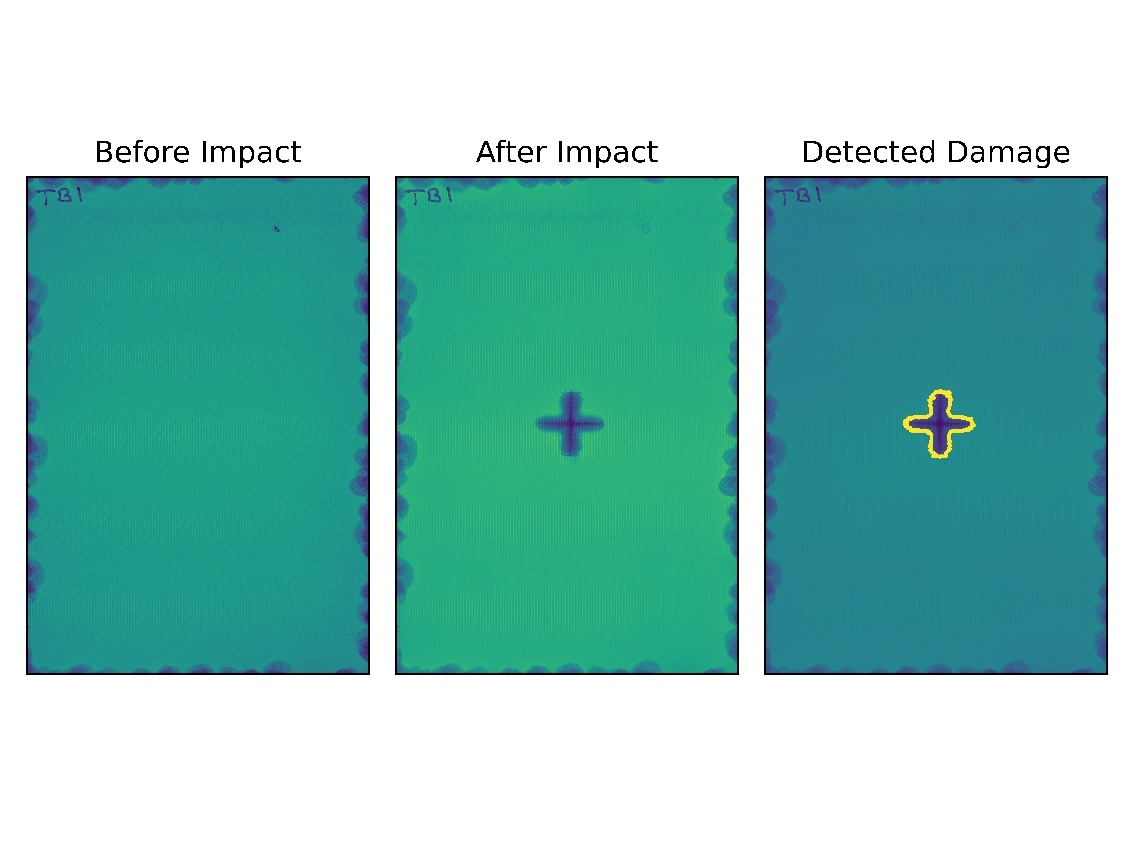 Before Impact
After Impact
Detected Damage
TB1
TB1
TB1